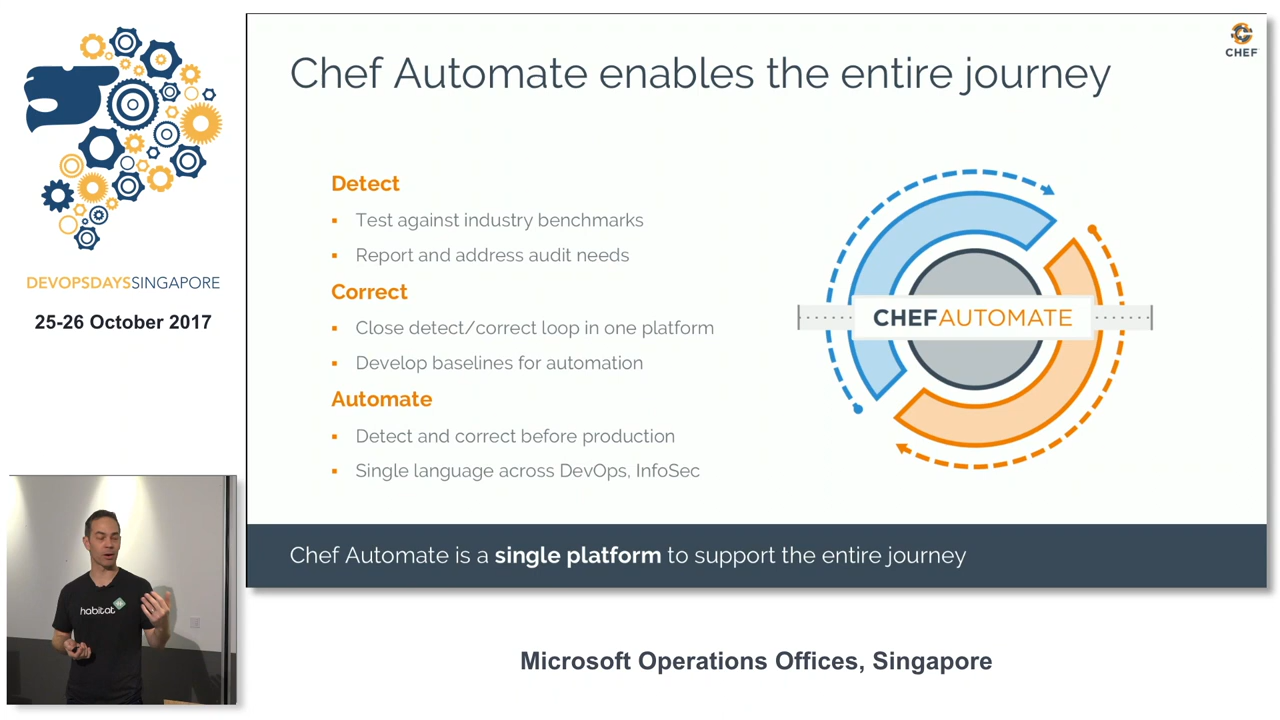 DEVOPSDAYSSINGAPORE
25-26 October 2017
CHEF
Chef Automate enables the entire journey
Detect
▪ Test against industry benchmarks
▪ Report and address audit needs
Correct
▪ Close detect/correct loop in one platform
▪ Develop baselines for automation
Automate
▪ Detect and correct before production
▪ Single language across DevOps, InfoSec
CHEFAUTOMATE
Chef Automate is a single platform to support the entire journey
habitat
Microsoft Operations Offices, Singapore